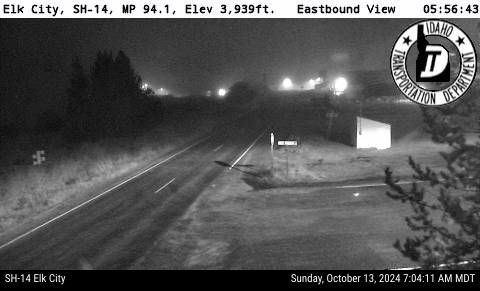 Elk City, SH-14, MP 94.1, Elev 3,939ft. Eastbound View 05:56:43
IDAHO
TRANSPORTATION DEPARTMENT
SH-14 Elk City Sunday, October 13, 2024 7:04:11 AM MDT